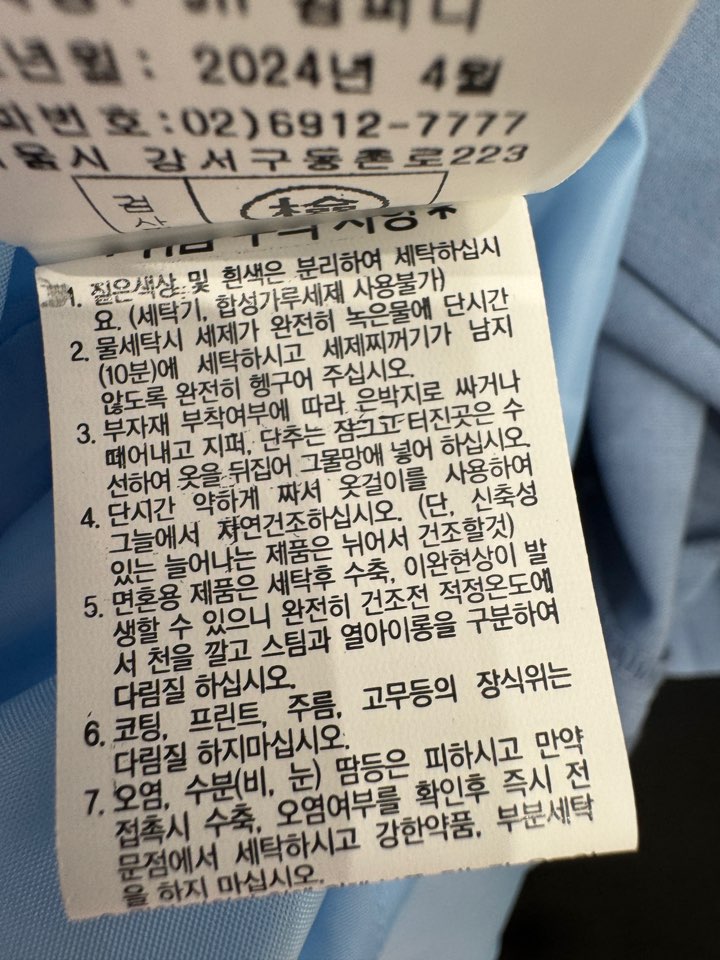 컴퍼니
년월: 2024년 4월
화번호:02)6912-7777
울시 강서구동촌로223
검
檢
1. 짙은색상 및 흰색은 분리하여 세탁하십시
요. (세탁기, 합성가루세제 사용불가)
2. 물세탁시 세제가 완전히 녹은물에 단시간
(10분)에 세탁하시고 세제찌꺼기가 남지
않도록 완전히 헹구어 주십시오.
3. 부자재 부착여부에 따라 은박지로 싸거나
떼어내고 지퍼, 단추는 잠그고 터진곳은 수
선하여 옷을 뒤집어 그물망에 넣어 하십시오.
4. 단시간 약하게 짜서 옷걸이를 사용하여
그늘에서 자연건조하십시오. (단, 신축성
있는 늘어나는 제품은 뉘어서 건조할것)
5. 면혼용 제품은 세탁후 수축, 이완현상이 발
생할 수 있으니 완전히 건조전 적정온도에
서 천을 깔고 스팀과 열아이롱을 구분하여
다림질 하십시오.
6. 코팅, 프린트, 주름, 고무등의 장식위는
다림질 하지마십시오.
7. 오염, 수분(비, 눈) 땀등은 피하시고 만약
접촉시 수축, 오염여부를 확인후 즉시 전
문점에서 세탁하시고 강한약품, 부분세탁
을 하지 마십시오.